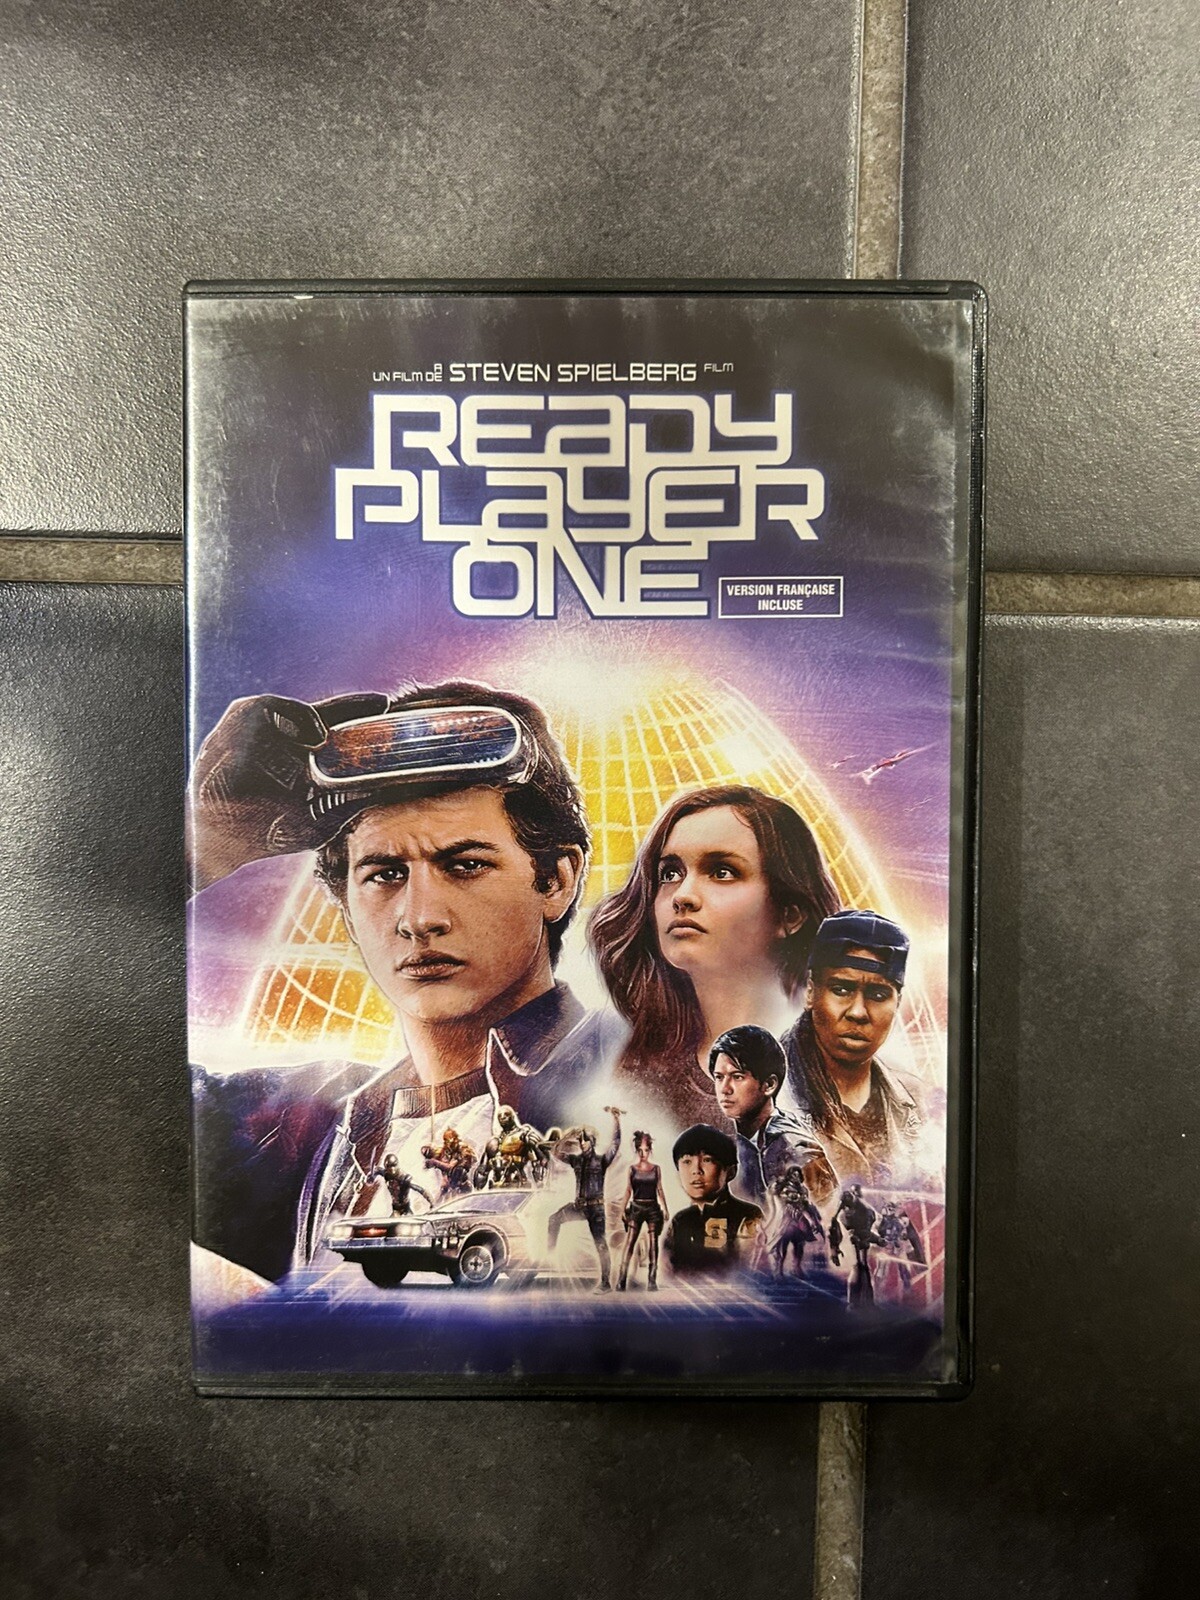 UN FILM DE A STEVEN SPIELBERG FILM
READY
PLAYER
ONE
VERSION FRANÇAISE
INCLUSE
S